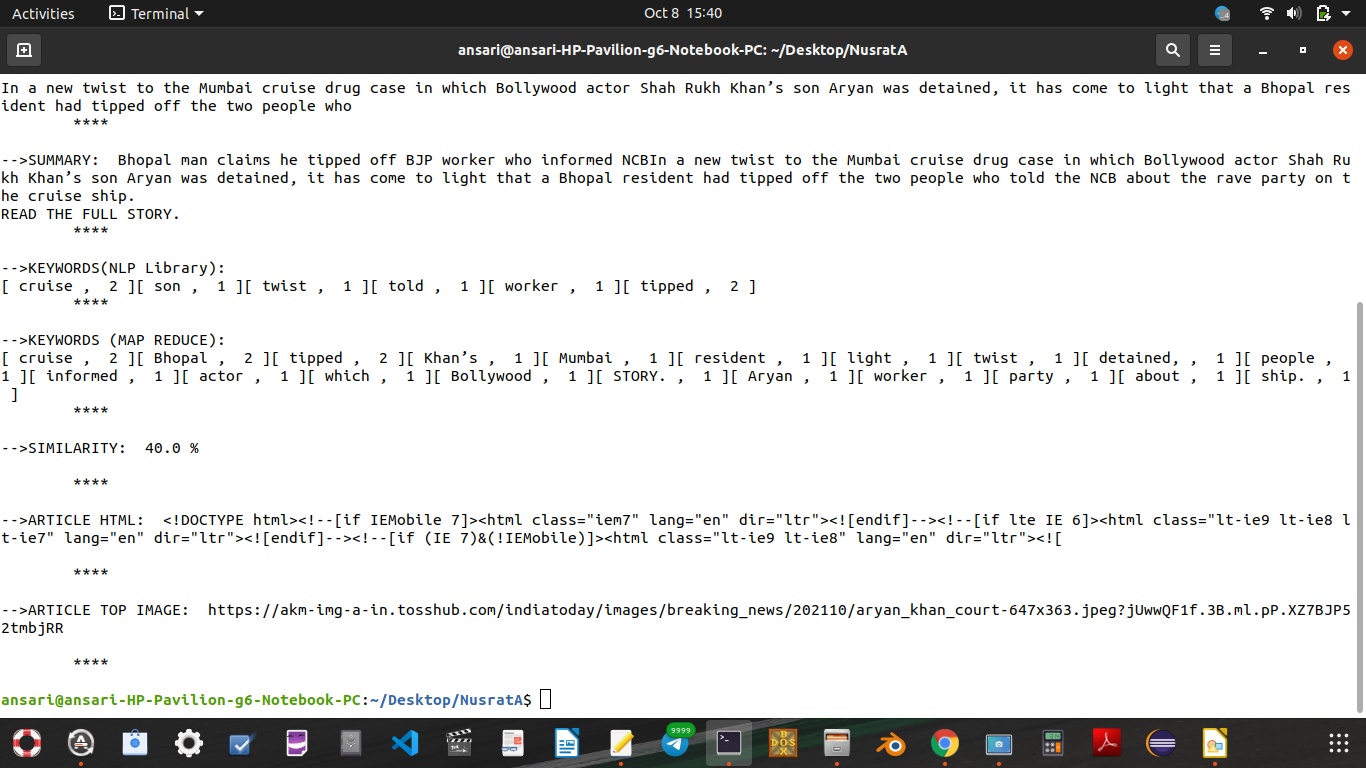 Activities Terminal Oct 8 15:40
ansari@ansari-HP-Pavilion-g6-Notebook-PC: ~/Desktop/NusratA
In a new twist to the Mumbai cruise drug case in which Bollywood actor Shah Rukh Khan’s son Aryan was detained, it has come to light that a Bhopal res
ident had tipped off the two people who
****
-->SUMMARY:  Bhopal man claims he tipped off BJP worker who informed NCBIn a new twist to the Mumbai cruise drug case in which Bollywood actor Shah Ru
kh Khan’s son Aryan was detained, it has come to light that a Bhopal resident had tipped off the two people who told the NCB about the rave party on t
he cruise ship.
READ THE FULL STORY.
****
-->KEYWORDS(NLP Library):
[ cruise ,  2 ][ son ,  1 ][ twist ,  1 ][ told ,  1 ][ worker ,  1 ][ tipped ,  2 ]
****
-->KEYWORDS (MAP REDUCE):
[ cruise ,  2 ][ Bhopal ,  2 ][ tipped ,  2 ][ Khan’s ,  1 ][ Mumbai ,  1 ][ resident ,  1 ][ light ,  1 ][ twist ,  1 ][ detained, ,  1 ][ people ,
1 ][ informed ,  1 ][ actor ,  1 ][ which ,  1 ][ Bollywood ,  1 ][ STORY. ,  1 ][ Aryan ,  1 ][ worker ,  1 ][ party ,  1 ][ about ,  1 ][ ship. ,  1
]
****
-->SIMILARITY:  40.0 %
****
-->ARTICLE HTML:  <!DOCTYPE html><!--[if IEMobile 7]><html class="iem7" lang="en" dir="ltr"><![endif]--><!--[if lte IE 6]><html class="lt-ie9 lt-ie8 l
t-ie7" lang="en" dir="ltr"><![endif]--><!--[if (IE 7)&(!IEMobile)]><html class="lt-ie9 lt-ie8" lang="en" dir="ltr"><![
****
-->ARTICLE TOP IMAGE:  https://akm-img-a-in.tosshub.com/indiatoday/images/breaking_news/202110/aryan_khan_court-647x363.jpeg?jUwwQF1f.3B.ml.pP.XZ7BJP5
2tmbjRR
****
ansari@ansari-HP-Pavilion-g6-Notebook-PC:~/Desktop/NusratA$
9999
DOS